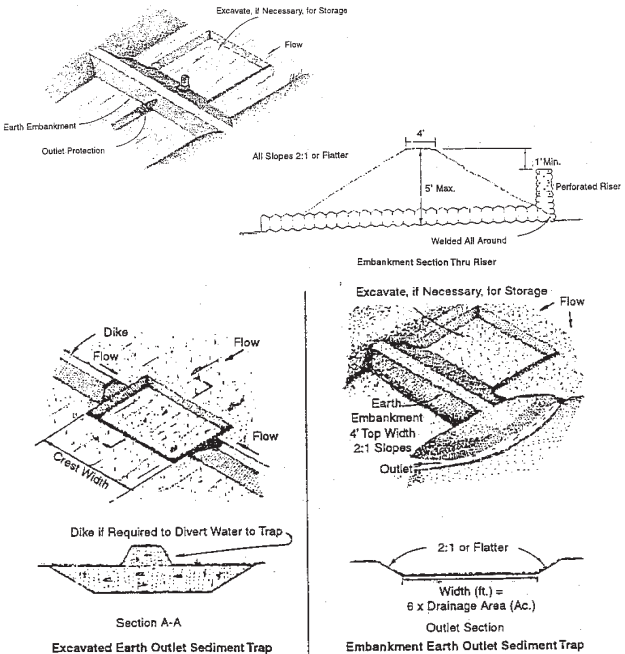 Excavate, if Necessary, for Storage
Flow
Earth Embankment
Outlet Protection
4'
All Slopes 2:1 or Flatter
1' Min.
5' Max.
Perforated Riser
Welded All Around
Embankment Section Thru Riser
Excavate, if Necessary, for Storage
Flow
Dike
Flow
Flow
Flow
Crest Width
Earth
Embankment
4' Top Width
2:1 Slopes
Outlet
Dike if Required to Divert Water to Trap
2:1 or Flatter
Width (ft.) =
6 x Drainage Area (Ac.)
Section A-A
Outlet Section
Excavated Earth Outlet Sediment Trap
Embankment Earth Outlet Sediment Trap